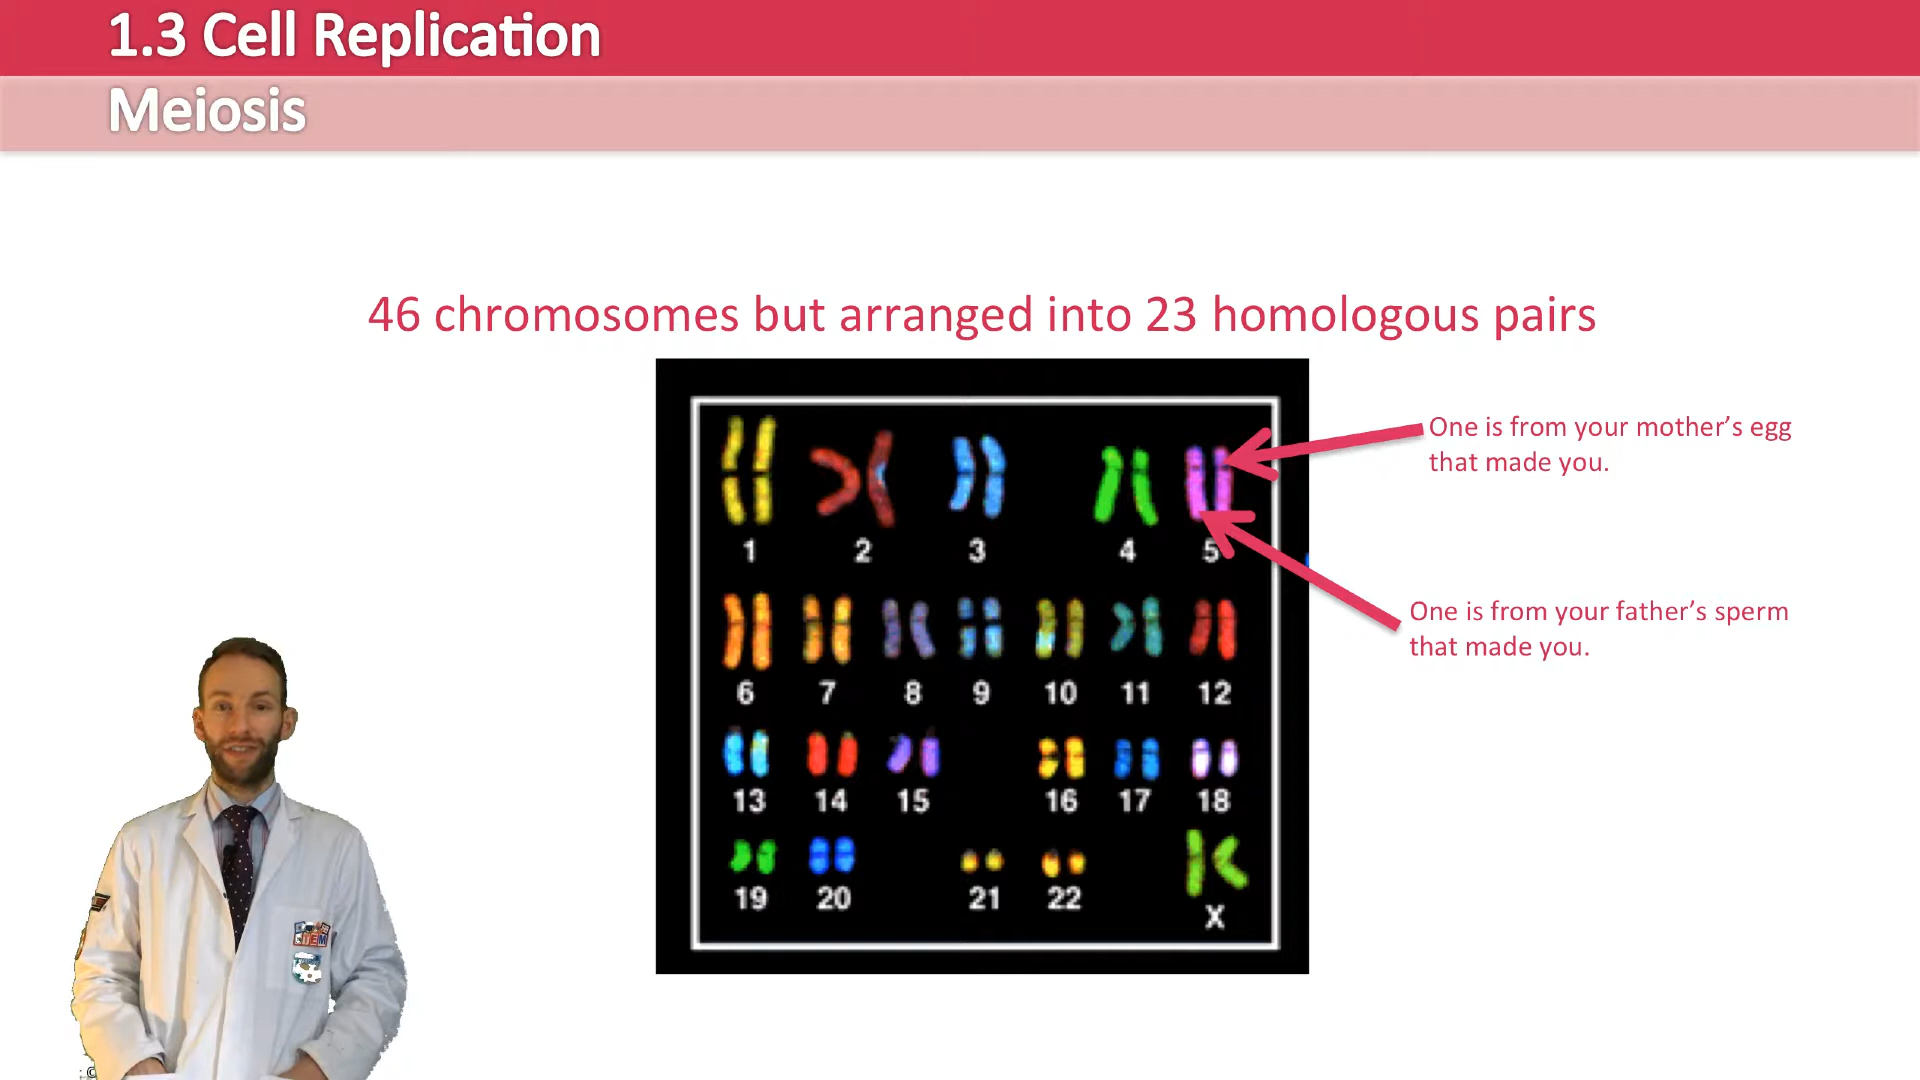 1.3 Cell Replication
Meiosis
46 chromosomes but arranged into 23 homologous pairs
One is from your mother’s egg
that made you.
1 2 3 4 5
One is from your father’s sperm
that made you.
6 7 8 9 10 11 12
13 14 15 16 17 18
19 20 21 22 X